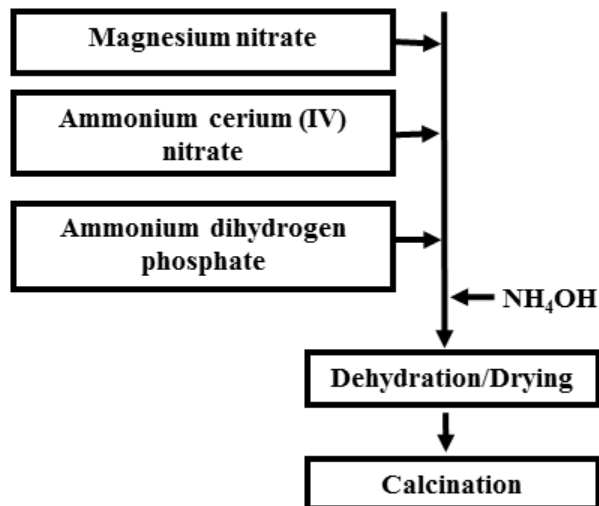 Magnesium nitrate
Ammonium cerium (IV)
nitrate
Ammonium dihydrogen
phosphate
NH₄OH
Dehydration/Drying
Calcination